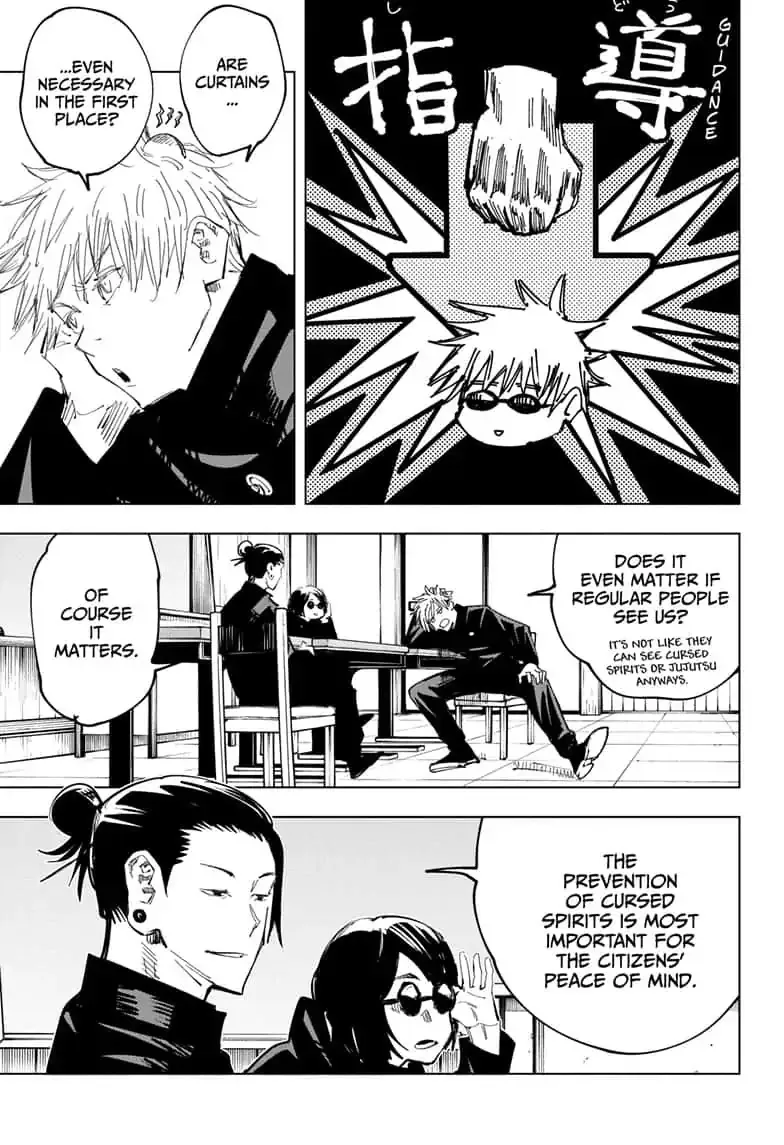 し
どう
指導
GUIDANCE
ARE
CURTAINS
...
...EVEN
NECESSARY
IN THE FIRST
PLACE?
DOES IT
EVEN MATTER IF
REGULAR PEOPLE
SEE US?
IT'S NOT LIKE THEY
CAN SEE CURSED
SPIRITS OR JUJUTSU
ANYWAYS.
OF
COURSE
IT
MATTERS.
THE
PREVENTION
OF CURSED
SPIRITS IS MOST
IMPORTANT FOR
THE CITIZENS'
PEACE OF MIND.